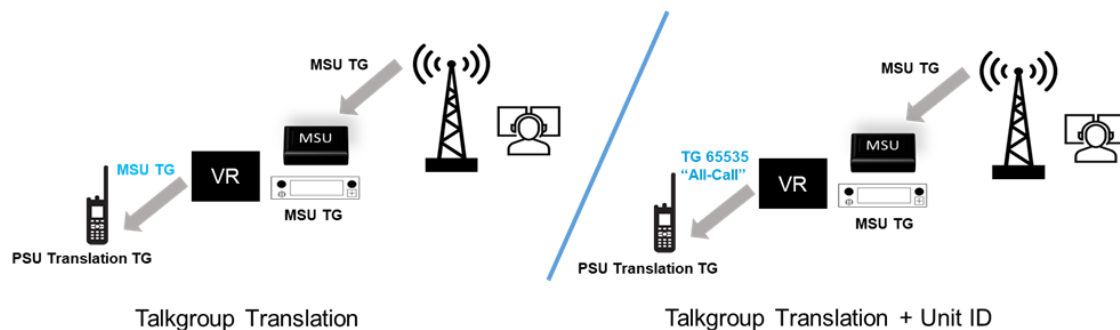 MSU TG
MSU
MSU TG
VR
MSU TG
PSU Translation TG
Talkgroup Translation
MSU TG
MSU
TG 65535
“All-Call”
VR
MSU TG
PSU Translation TG
Talkgroup Translation + Unit ID